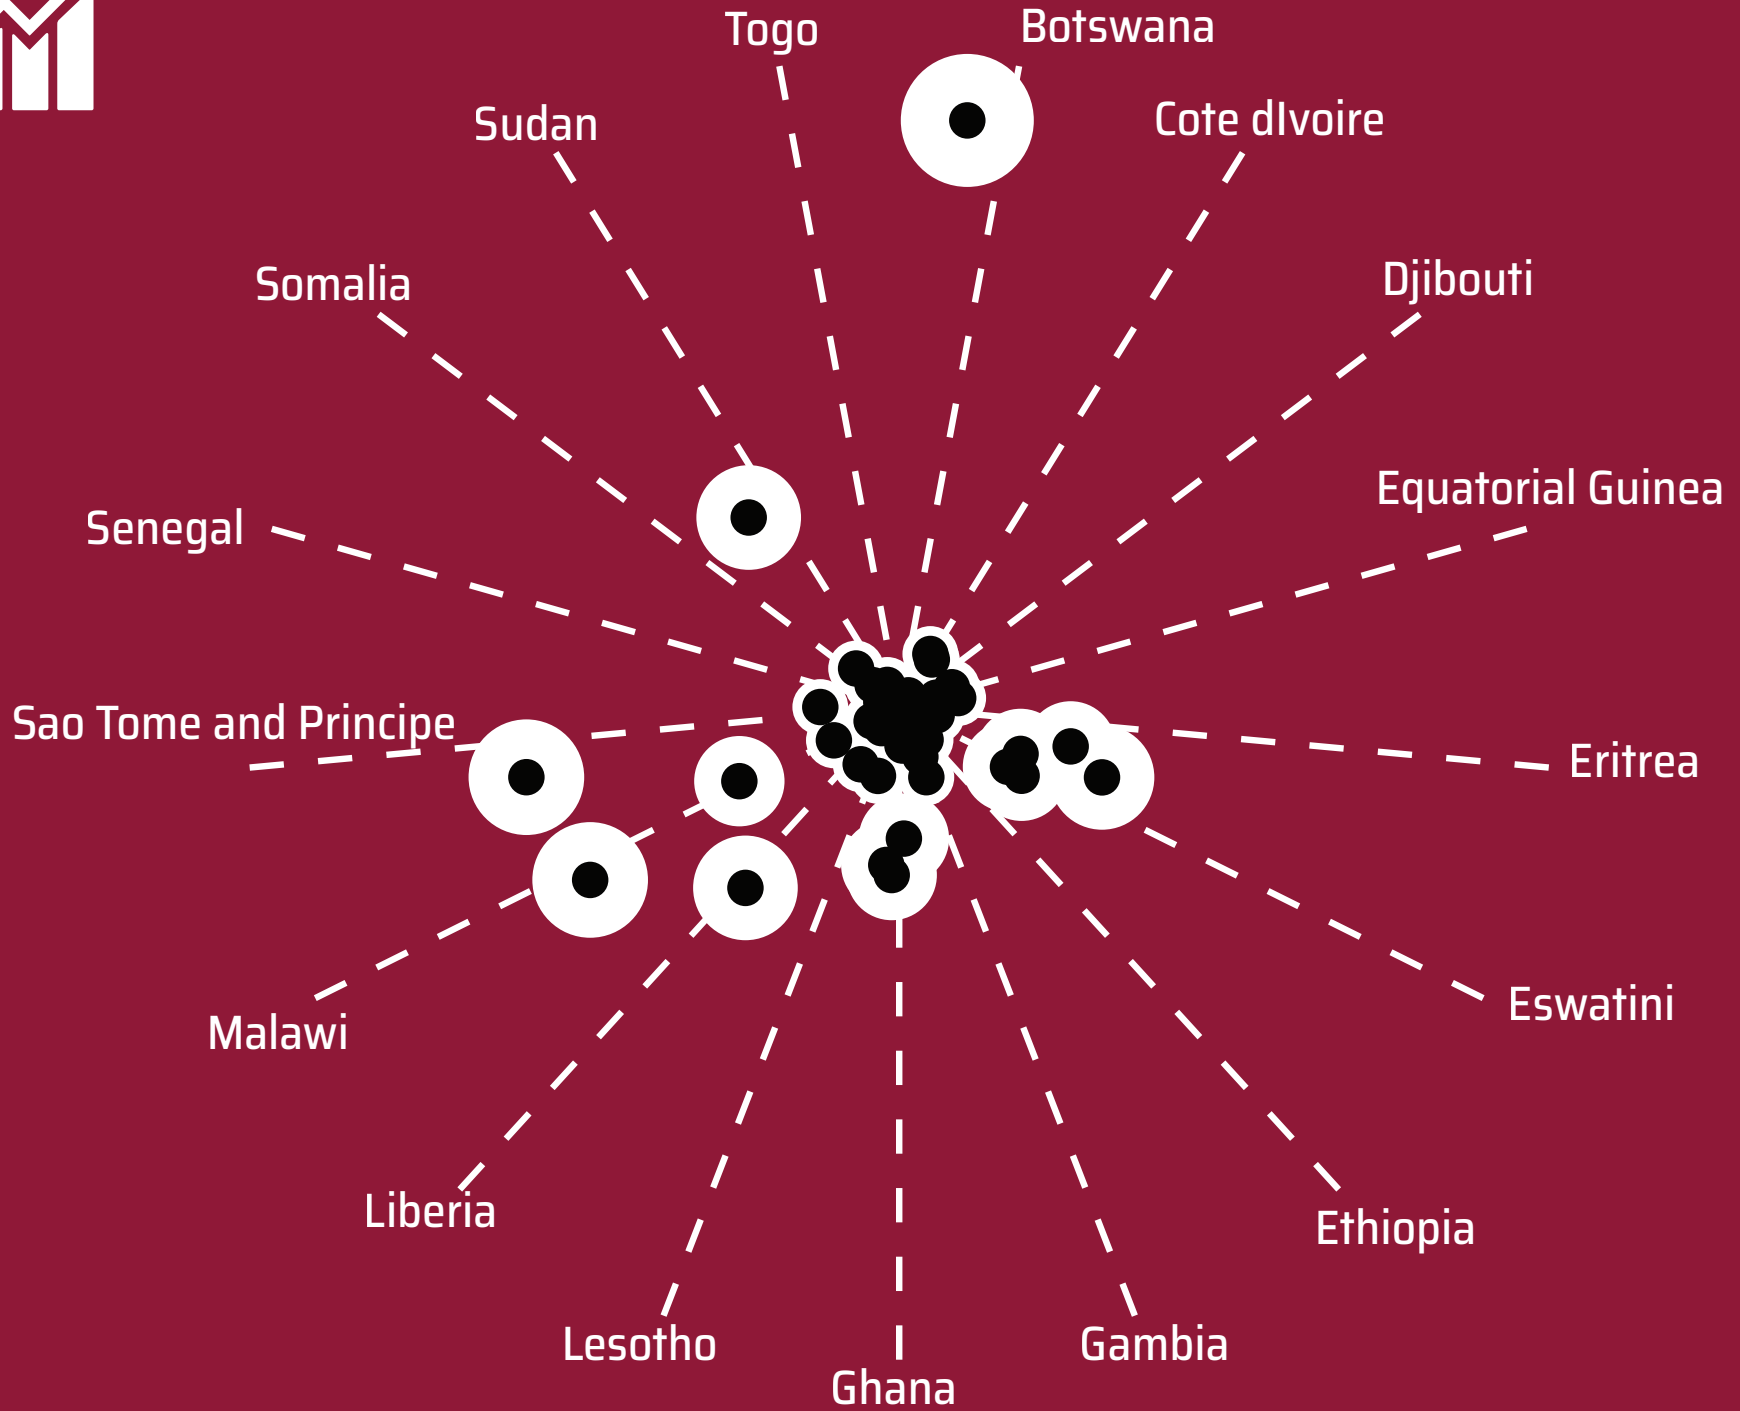 Togo
Botswana
Sudan
Cote dIvoire
Somalia
Djibouti
Senegal
Equatorial Guinea
Sao Tome and Principe
Eritrea
Malawi
Eswatini
Liberia
Ethiopia
Lesotho
Gambia
Ghana